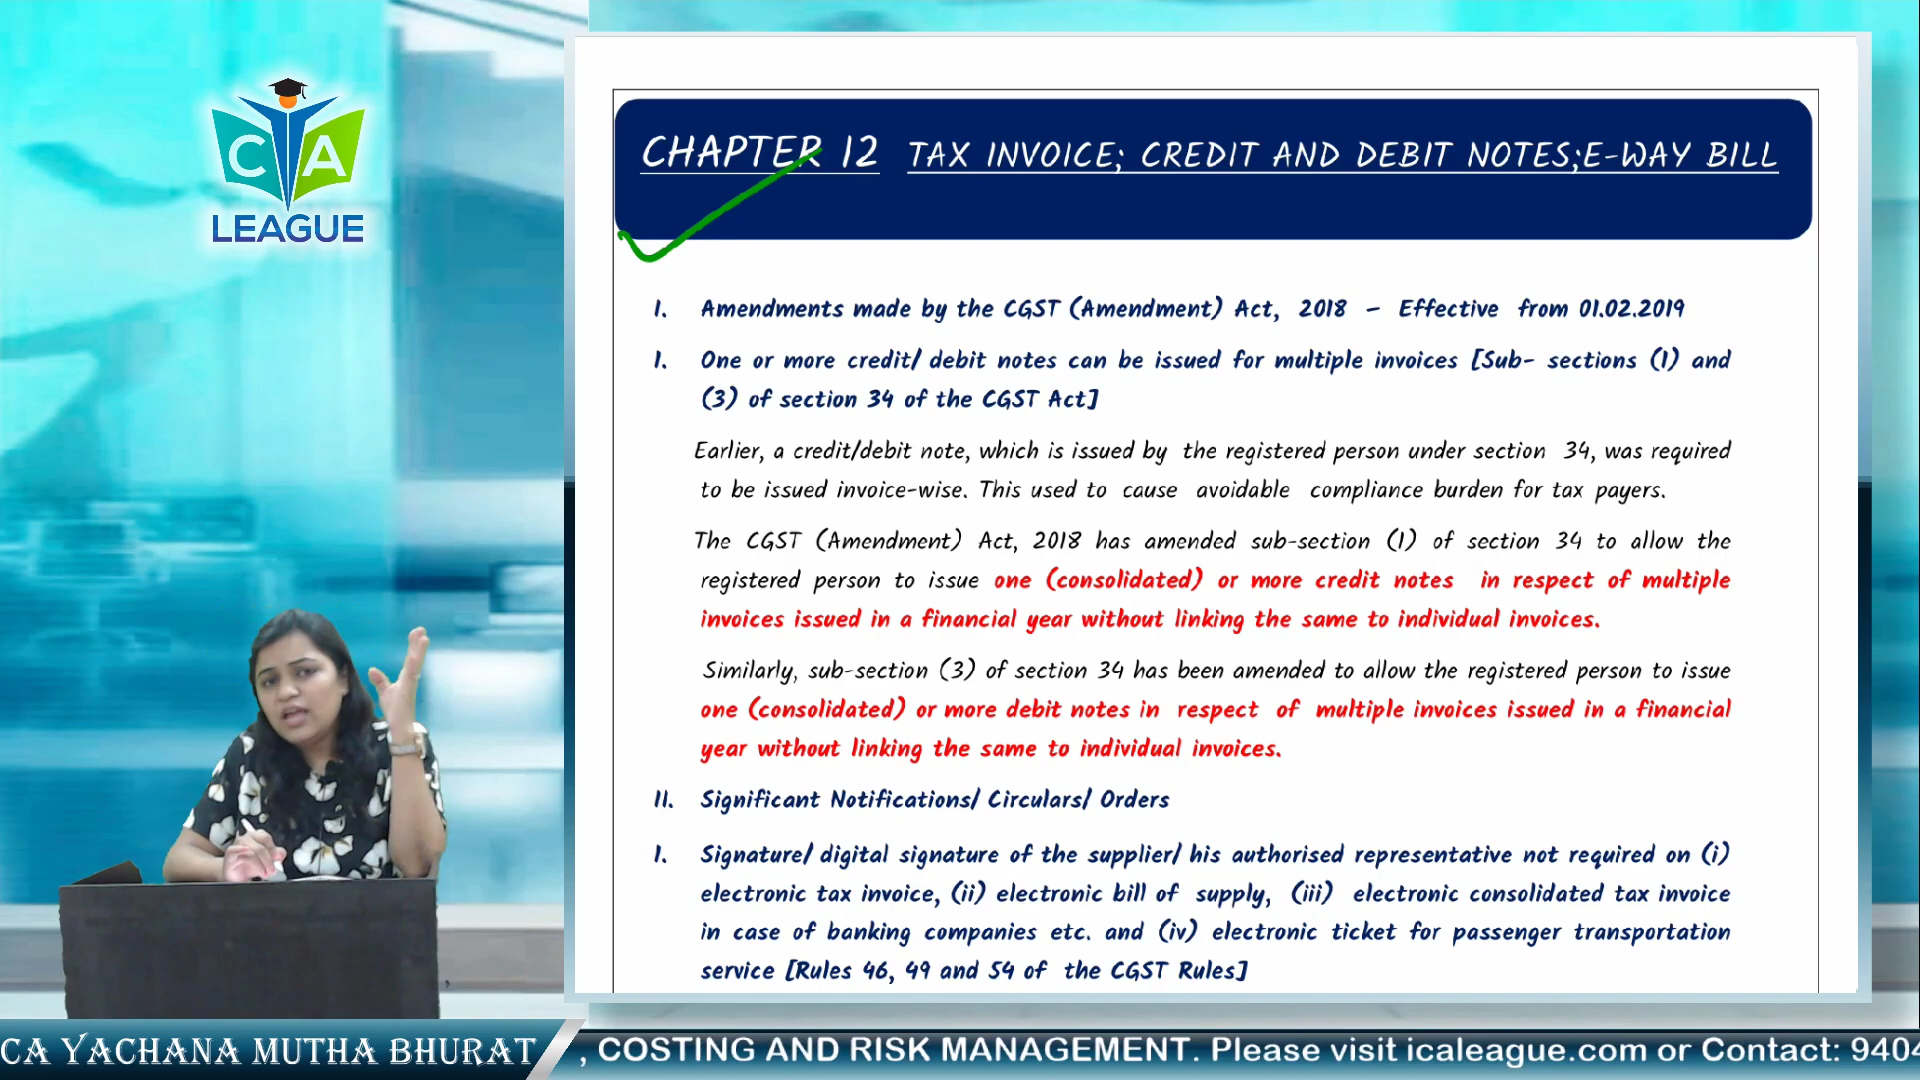 CA
LEAGUE
CHAPTER 12 TAX INVOICE; CREDIT AND DEBIT NOTES;E-WAY BILL
I. Amendments made by the CGST (Amendment) Act, 2018 – Effective from 01.02.2019
1. One or more credit/ debit notes can be issued for multiple invoices [Sub- sections (1) and
(3) of section 34 of the CGST Act]
Earlier, a credit/debit note, which is issued by the registered person under section 34, was required
to be issued invoice-wise. This used to cause avoidable compliance burden for tax payers.
The CGST (Amendment) Act, 2018 has amended sub-section (1) of section 34 to allow the
registered person to issue one (consolidated) or more credit notes in respect of multiple
invoices issued in a financial year without linking the same to individual invoices.
Similarly, sub-section (3) of section 34 has been amended to allow the registered person to issue
one (consolidated) or more debit notes in respect of multiple invoices issued in a financial
year without linking the same to individual invoices.
II. Significant Notifications/ Circulars/ Orders
1. Signature/ digital signature of the supplier/ his authorised representative not required on (i)
electronic tax invoice, (ii) electronic bill of supply, (iii) electronic consolidated tax invoice
in case of banking companies etc. and (iv) electronic ticket for passenger transportation
service [Rules 46, 49 and 54 of the CGST Rules]
CA YACHANA MUTHA BHURAT
, COSTING AND RISK MANAGEMENT. Please visit icaleague.com or Contact: 9404